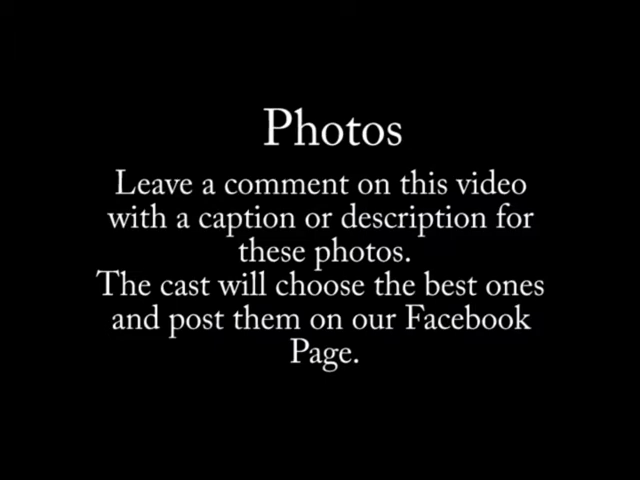 Photos
Leave a comment on this video
with a caption or description for
these photos.
The cast will choose the best ones
and post them on our Facebook
Page.